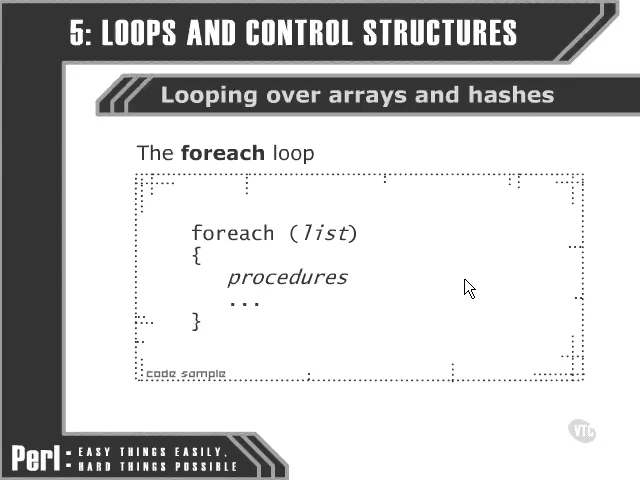 5: LOOPS AND CONTROL STRUCTURES
Looping over arrays and hashes
The foreach loop
foreach (list)
{
procedures
...
}
code sample
VTC
Perl: EASY THINGS EASILY,
HARD THINGS POSSIBLE